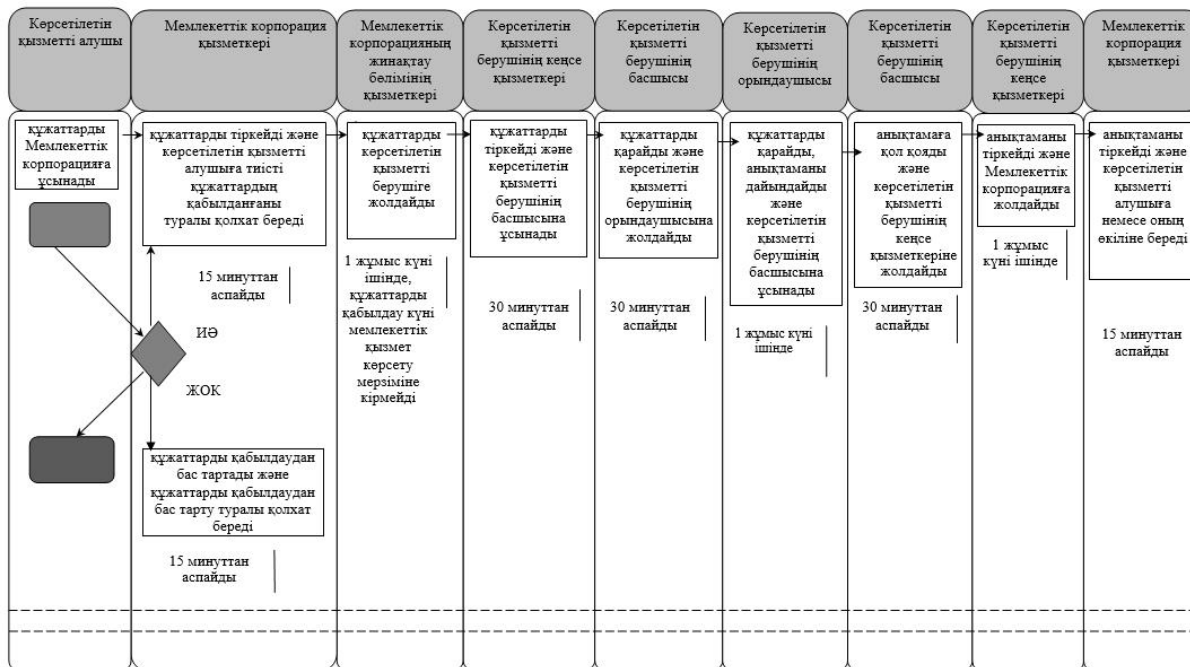 Көрсетілетін
қызметті алушы
Мемлекеттік корпорация
қызметкері
Мемлекеттік
корпорацияның
жинақтау
бөлімінің
қызметкері
Көрсетілетін
қызметті
берушінің кеңсе
қызметкері
Көрсетілетін
қызметті
берушінің
басшысы
Көрсетілетін
қызметті
берушінің
орындаушысы
Көрсетілетін
қызметті
берушінің
басшысы
Көрсетілетін
қызметті
берушінің
кеңсе
қызметкері
Мемлекеттік
корпорация
қызметкері
құжаттарды
Мемлекеттік
корпорацияға
ұсынады
құжаттарды тіркейді және
көрсетілетін қызметті
алушыға тиісті
құжаттардың
қабылданғаны
туралы қолхат береді
15 минуттан
аспайды
ИӘ
ЖОК
құжаттарды қабылдаудан
бас тартады және
құжаттарды қабылдаудан
бас тарту туралы қолхат
береді
15 минуттан
аспайды
құжаттарды
көрсетілетін
қызметті
берушіге
жолдайды
1 жұмыс күні
ішінде,
құжаттарды
қабылдау күні
мемлекеттік
қызмет
көрсету
мерзіміне
кірмейді
құжаттарды
тіркейді және
көрсетілетін
қызметті
берушінің
басшысына
ұсынады
30 минуттан
аспайды
құжаттарды
қарайды және
көрсетілетін
қызметті
берушінің
орындаушысына
жолдайды
30 минуттан
аспайды
құжаттарды
қарайды,
анықтаманы
дайындайды
және
көрсетілетін
қызметті
берушінің
басшысына
ұсынады
1 жұмыс күні
ішінде
анықтамаға
қол қояды
және
көрсетілетін
қызметті
берушінің
кеңсе
қызметкеріне
жолдайды
30 минуттан
аспайды
анықтаманы
тіркейді және
Мемлекеттік
корпорацияға
жолдайды
1 жұмыс
күні ішінде
анықтаманы
тіркейді және
көрсетілетін
қызметті
алушыға
немесе оның
өкіліне береді
15 минуттан
аспайды